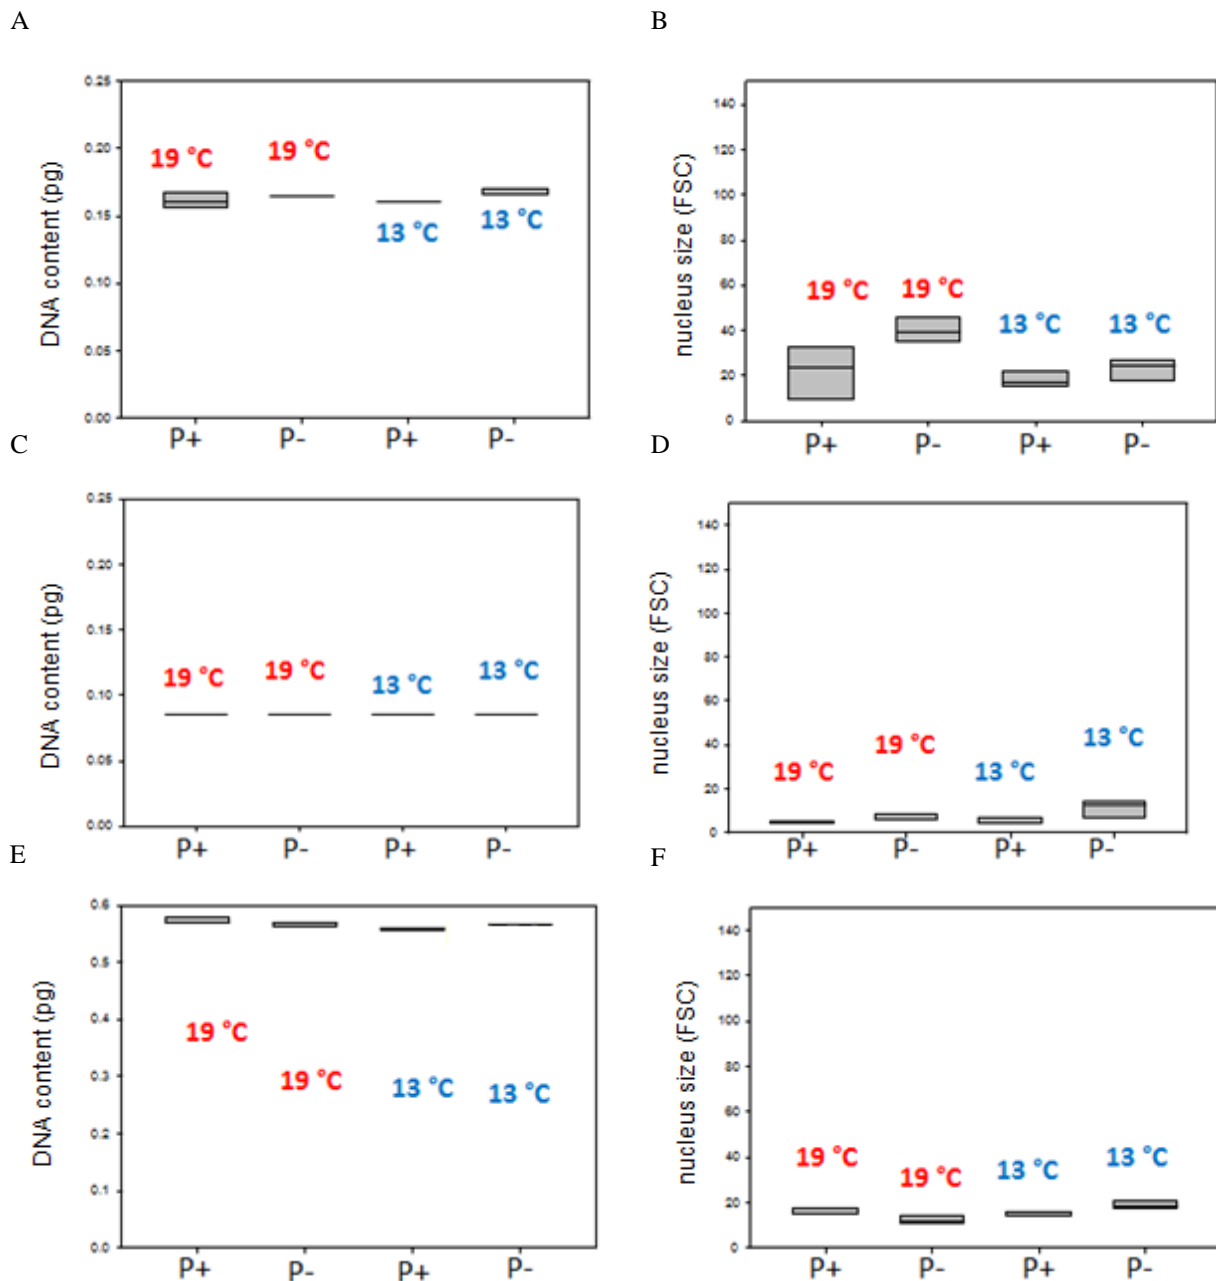 A
B
DNA content (pg)
0.25
0.20
0.15
0.10
0.05
0.00
19 °C
19 °C
13 °C
13 °C
P+
P-
P+
P-
nucleus size (FSC)
140
120
100
80
60
40
20
0
19 °C
19 °C
13 °C
13 °C
P+
P-
P+
P-
C
D
DNA content (pg)
0.25
0.20
0.15
0.10
0.05
0.00
19 °C
19 °C
13 °C
13 °C
P+
P-
P+
P-
nucleus size (FSC)
140
120
100
80
60
40
20
0
19 °C
19 °C
13 °C
13 °C
P+
P-
P+
P-
E
F
DNA content (pg)
0.6
0.5
0.4
0.3
0.2
0.1
0.0
19 °C
19 °C
13 °C
13 °C
P+
P-
P+
P-
nucleus size (FSC)
140
120
100
80
60
40
20
0
19 °C
19 °C
13 °C
13 °C
P+
P-
P+
P-